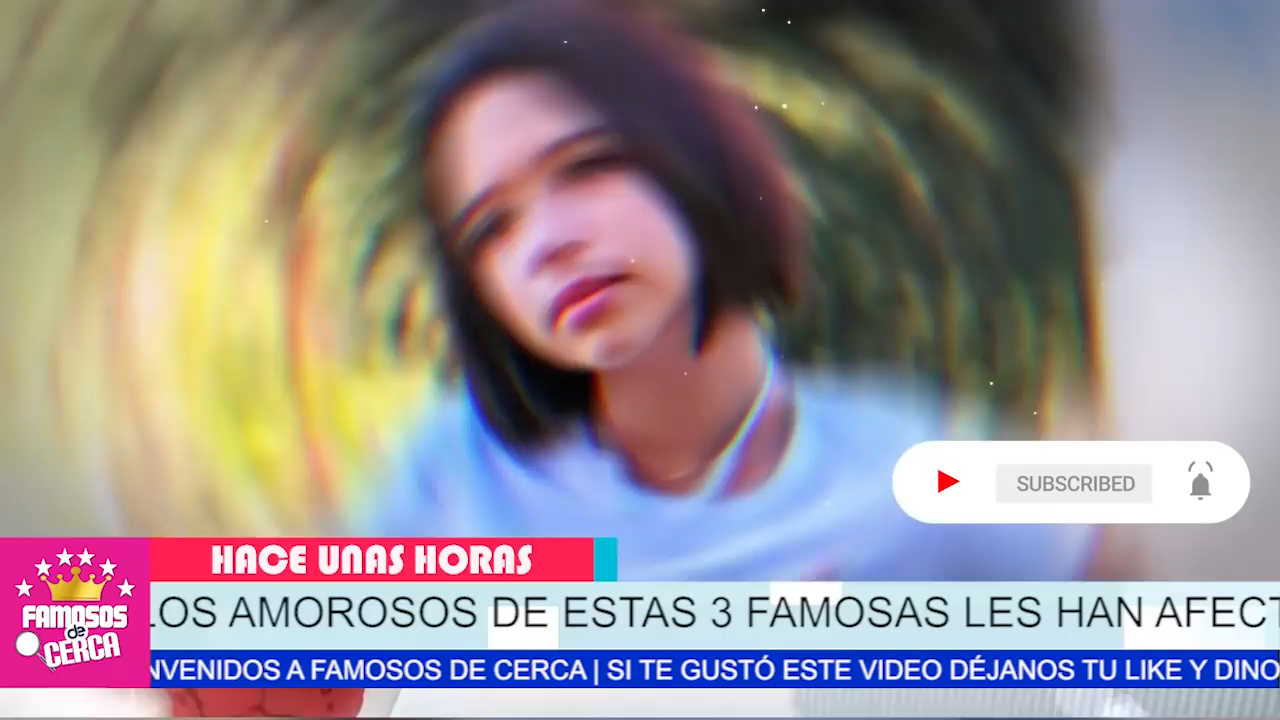 SUBSCRIBED
HACE UNAS HORAS
FAMOSOS
de
CERCA
LOS AMOROSOS DE ESTAS 3 FAMOSAS LES HAN AFECT
NVENIDOS A FAMOSOS DE CERCA | SI TE GUSTÓ ESTE VIDEO DÉJANOS TU LIKE Y DINO